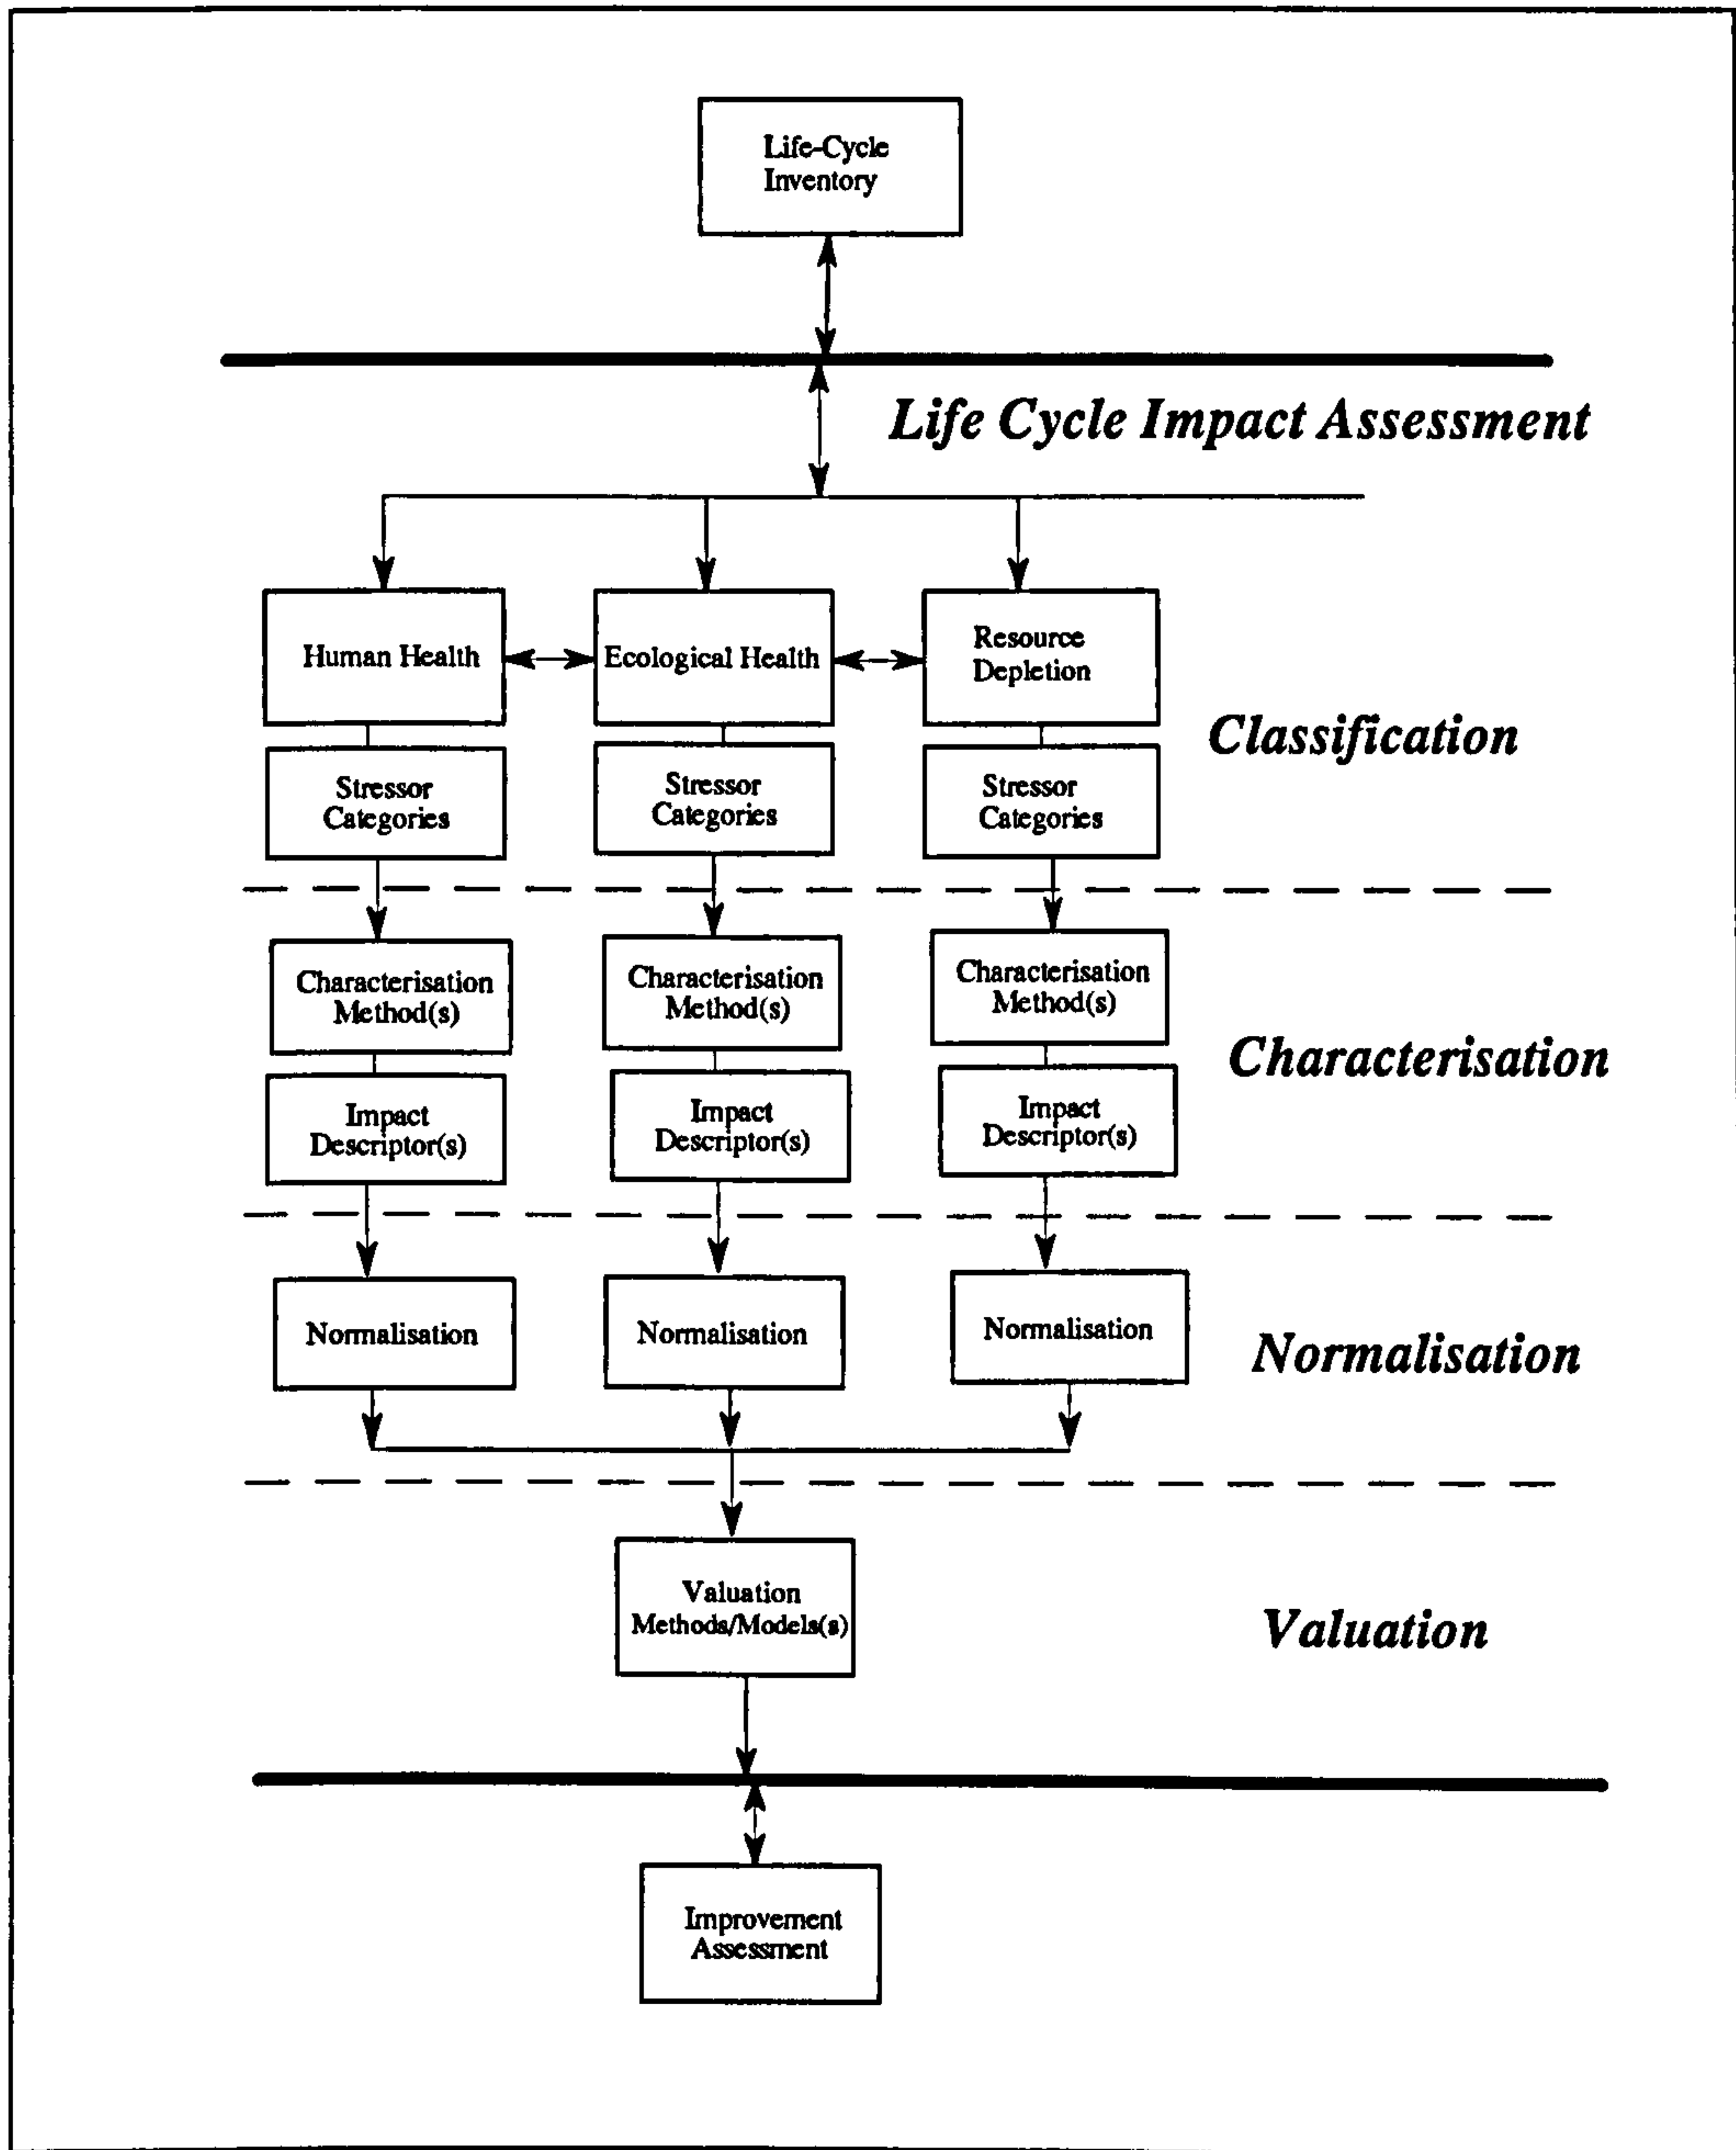 Life-Cycle
Inventory
Life Cycle Impact Assessment
Human Health
Ecological Health
Resource
Depletion
Classification
Stressor
Categories
Stressor
Categories
Stressor
Categories
Characterisation
Method(s)
Characterisation
Method(s)
Characterisation
Method(s)
Characterisation
Impact
Descriptor(s)
Impact
Descriptor(s)
Impact
Descriptor(s)
Normalisation
Normalisation
Normalisation
Normalisation
Valuation
Methods/Models(s)
Valuation
Improvement
Assessment